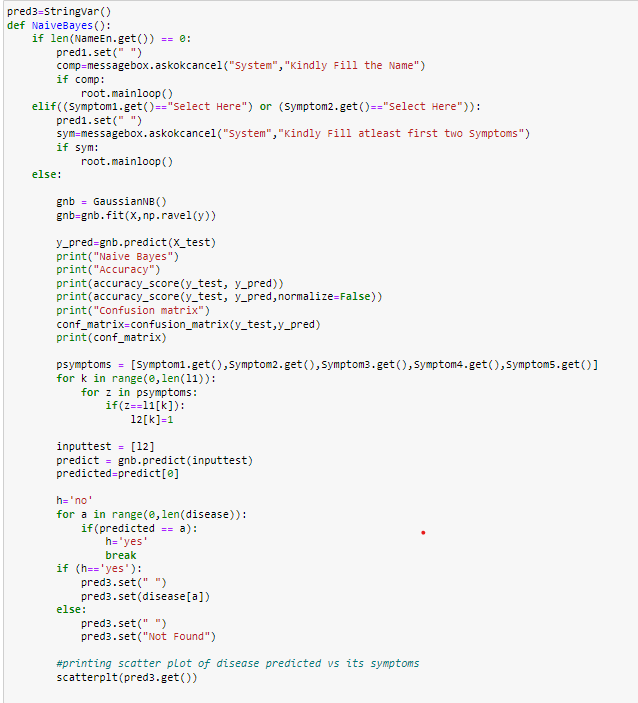 pred3=StringVar()
def NaiveBayes():
    if len(NameEn.get()) == 0:
        pred1.set(" ")
        comp=messagebox.askokcancel("System","Kindly Fill the Name")
        if comp:
            root.mainloop()
    elif((Symptom1.get()=="Select Here") or (Symptom2.get()=="Select Here")):
        pred1.set(" ")
        sym=messagebox.askokcancel("System","Kindly Fill atleast first two Symptoms")
        if sym:
            root.mainloop()
    else:

        gnb = GaussianNB()
        gnb=gnb.fit(X,np.ravel(y))

        y_pred=gnb.predict(X_test)
        print("Naive Bayes")
        print("Accuracy")
        print(accuracy_score(y_test, y_pred))
        print(accuracy_score(y_test, y_pred,normalize=False))
        print("Confusion matrix")
        conf_matrix=confusion_matrix(y_test,y_pred)
        print(conf_matrix)

        psymptoms = [Symptom1.get(),Symptom2.get(),Symptom3.get(),Symptom4.get(),Symptom5.get()]
        for k in range(0,len(l1)):
            for z in psymptoms:
                if(z==l1[k]):
                    l2[k]=1

        inputtest = [l2]
        predict = gnb.predict(inputtest)
        predicted=predict[0]

        h='no'
        for a in range(0,len(disease)):
            if(predicted == a):
                h='yes'
                break
        if (h=='yes'):
            pred3.set(" ")
            pred3.set(disease[a])
        else:
            pred3.set(" ")
            pred3.set("Not Found")

        #printing scatter plot of disease predicted vs its symptoms
        scatterplt(pred3.get())